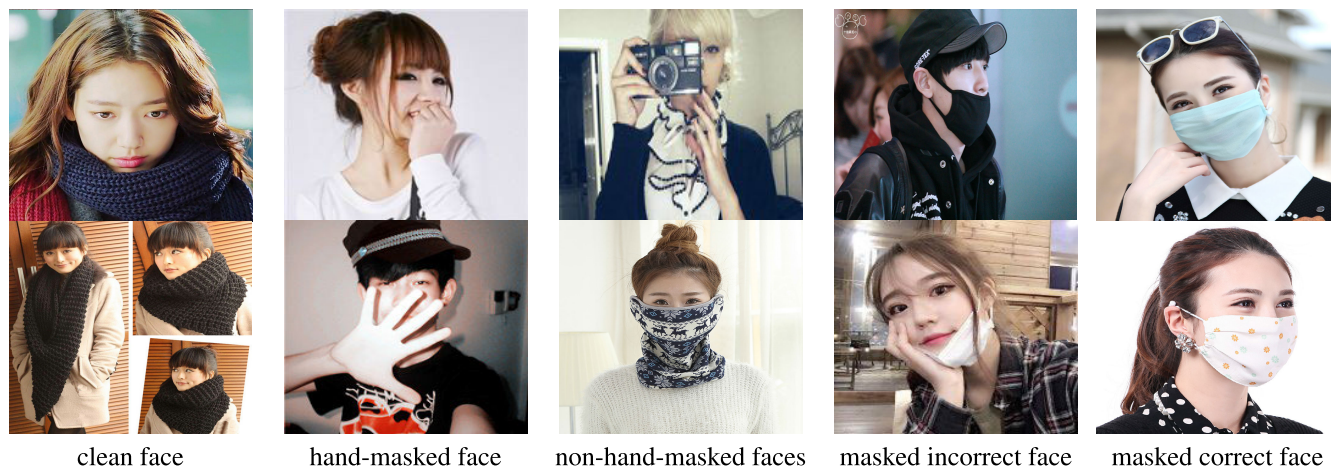 clean face
hand-masked face
non-hand-masked faces
masked incorrect face
masked correct face